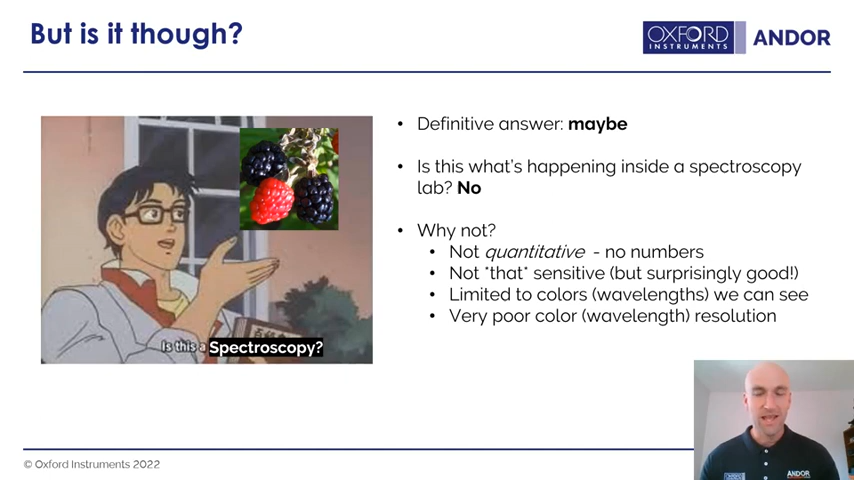 But is it though?
OXFORD
INSTRUMENTS
ANDOR
Is this a Spectroscopy?
• Definitive answer: maybe
• Is this what's happening inside a spectroscopy
lab? No
• Why not?
• Not quantitative - no numbers
• Not *that* sensitive (but surprisingly good!)
• Limited to colors (wavelengths) we can see
• Very poor color (wavelength) resolution
ANDOR
© Oxford Instruments 2022